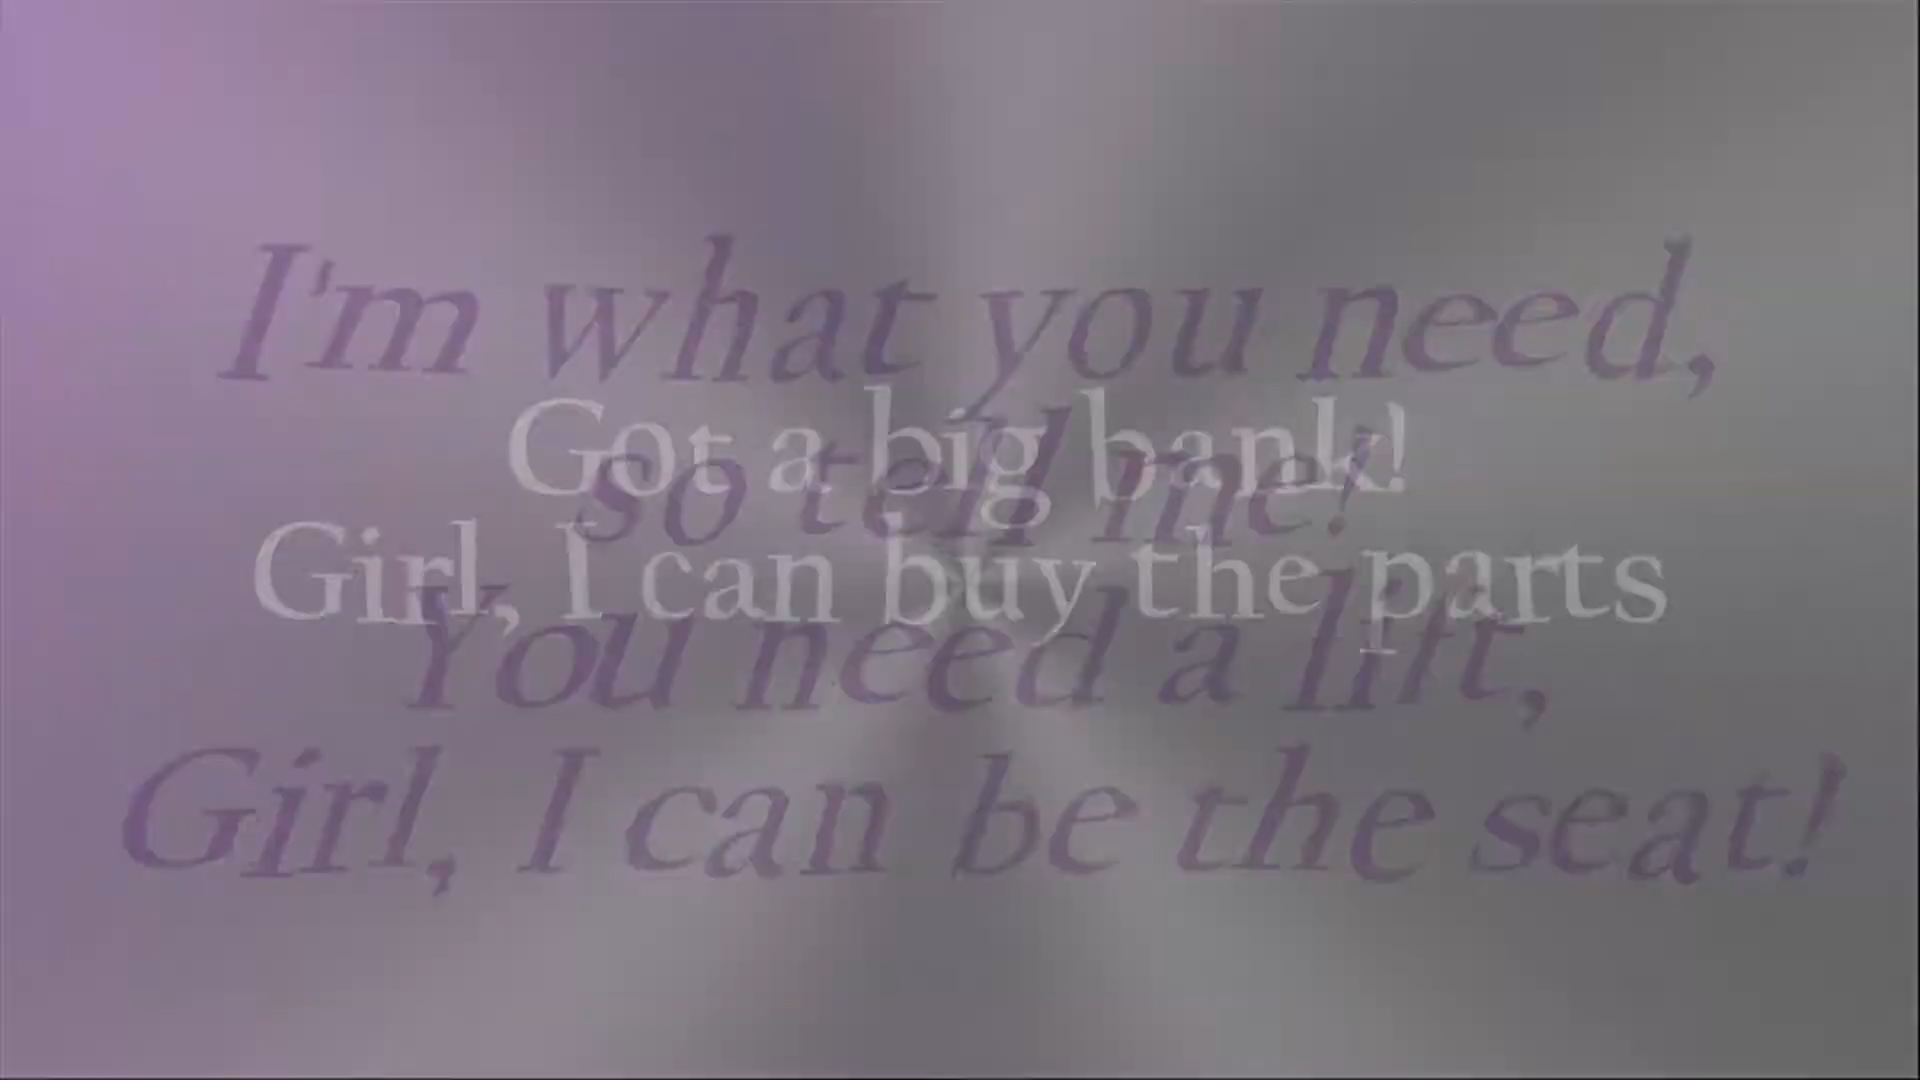 I'm what you need,
so tell me!
You need a lift,
Girl, I can be the seat!
Got a big bank!
Girl, I can buy the parts